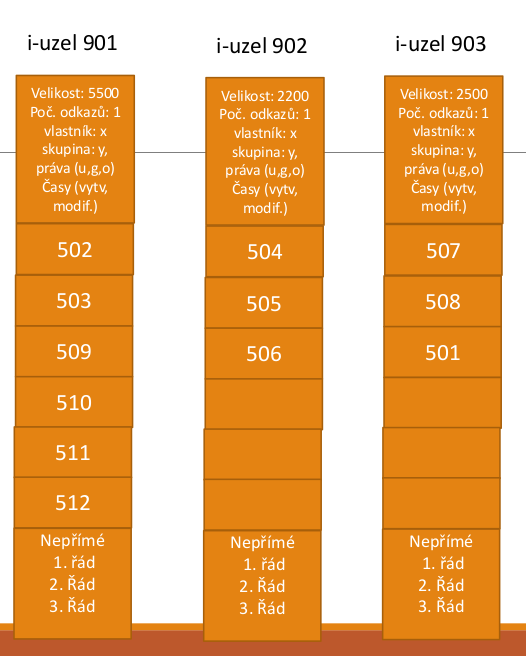 i-uzel 901
Velikost: 5500
Poč. odkazů: 1
vlastník: x
skupina: y,
práva (u,g,o)
Časy (vytv,
modif.)
502
503
509
510
511
512
Nepřímé
1. řád
2. Řád
3. Řád
i-uzel 902
Velikost: 2200
Poč. odkazů: 1
vlastník: x
skupina: y,
práva (u,g,o)
Časy (vytv,
modif.)
504
505
506
Nepřímé
1. řád
2. Řád
3. Řád
i-uzel 903
Velikost: 2500
Poč. odkazů: 1
vlastník: x
skupina: y,
práva (u,g,o)
Časy (vytv,
modif.)
507
508
501
Nepřímé
1. řád
2. Řád
3. Řád